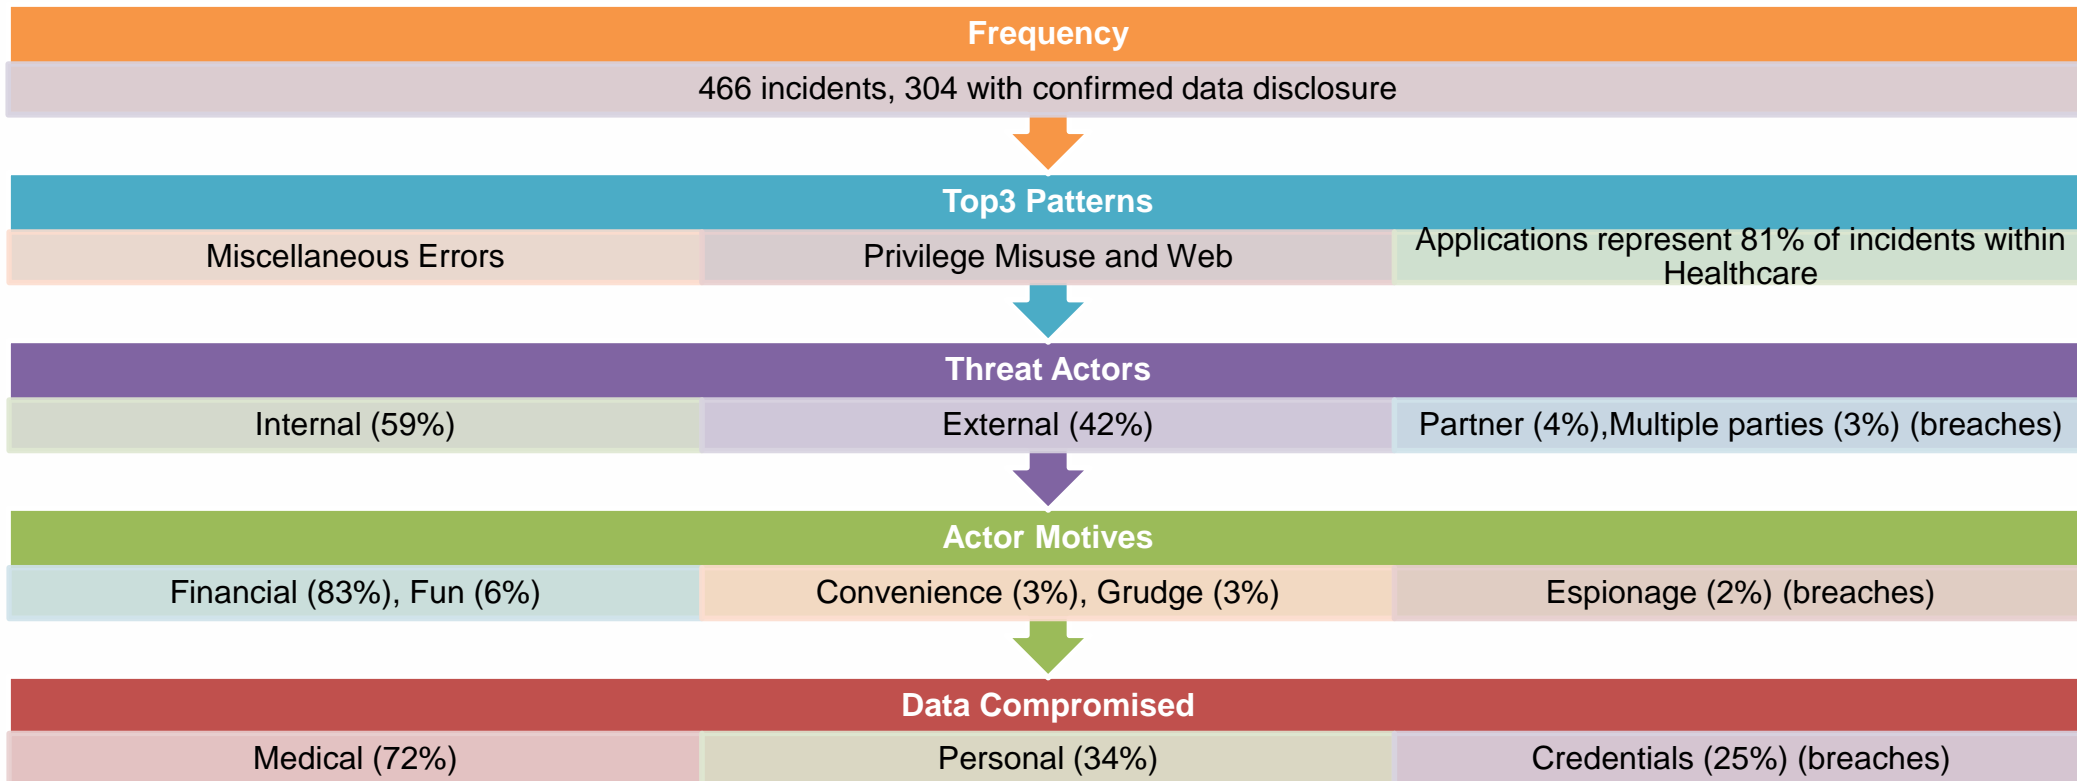 Frequency
466 incidents, 304 with confirmed data disclosure
Top3 Patterns
Miscellaneous Errors
Privilege Misuse and Web
Applications represent 81% of incidents within
Healthcare
Threat Actors
Internal (59%)
External (42%)
Partner (4%),Multiple parties (3%) (breaches)
Actor Motives
Financial (83%), Fun (6%)
Convenience (3%), Grudge (3%)
Espionage (2%) (breaches)
Data Compromised
Medical (72%)
Personal (34%)
Credentials (25%) (breaches)